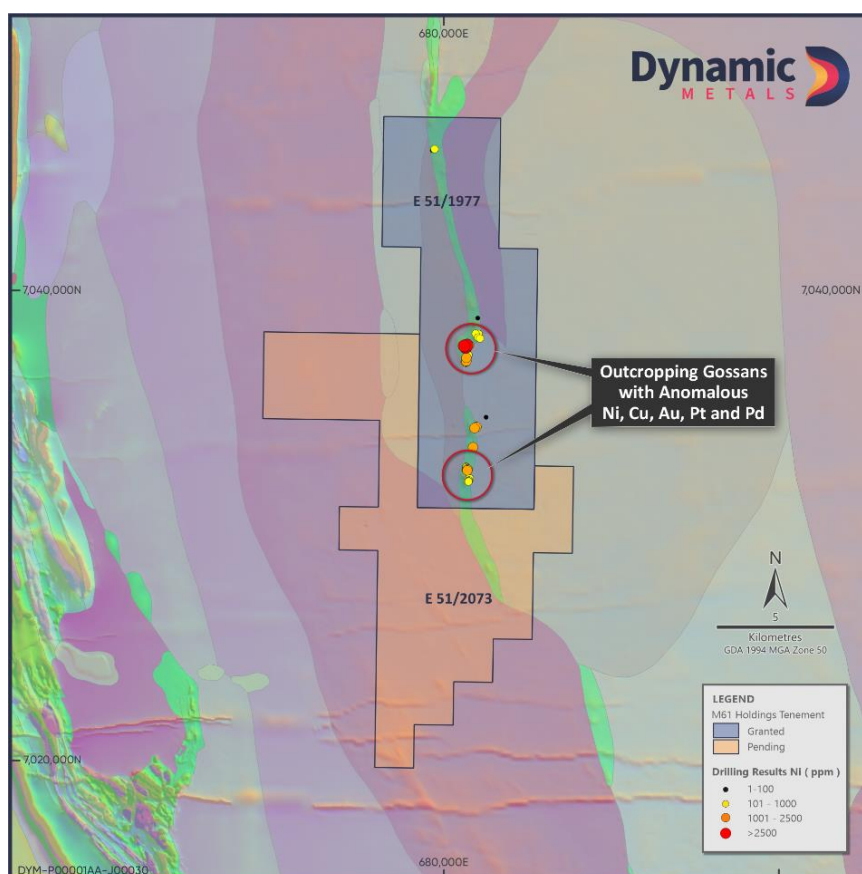 680,000E
Dynamic
METALS
E 51/1977
7,040,000N
7,040,000N
Outcropping Gossans
with Anomalous
Ni, Cu, Au, Pt and Pd
E 51/2073
N
5
Kilometres
GDA 1994 MGA Zone 50
LEGEND
M61 Holdings Tenement
Granted
Pending
Drilling Results Ni ( ppm )
1-100
101 - 1000
1001 - 2500
>2500
7,020,000N
680,000E
DYM-P00001AA-J00030